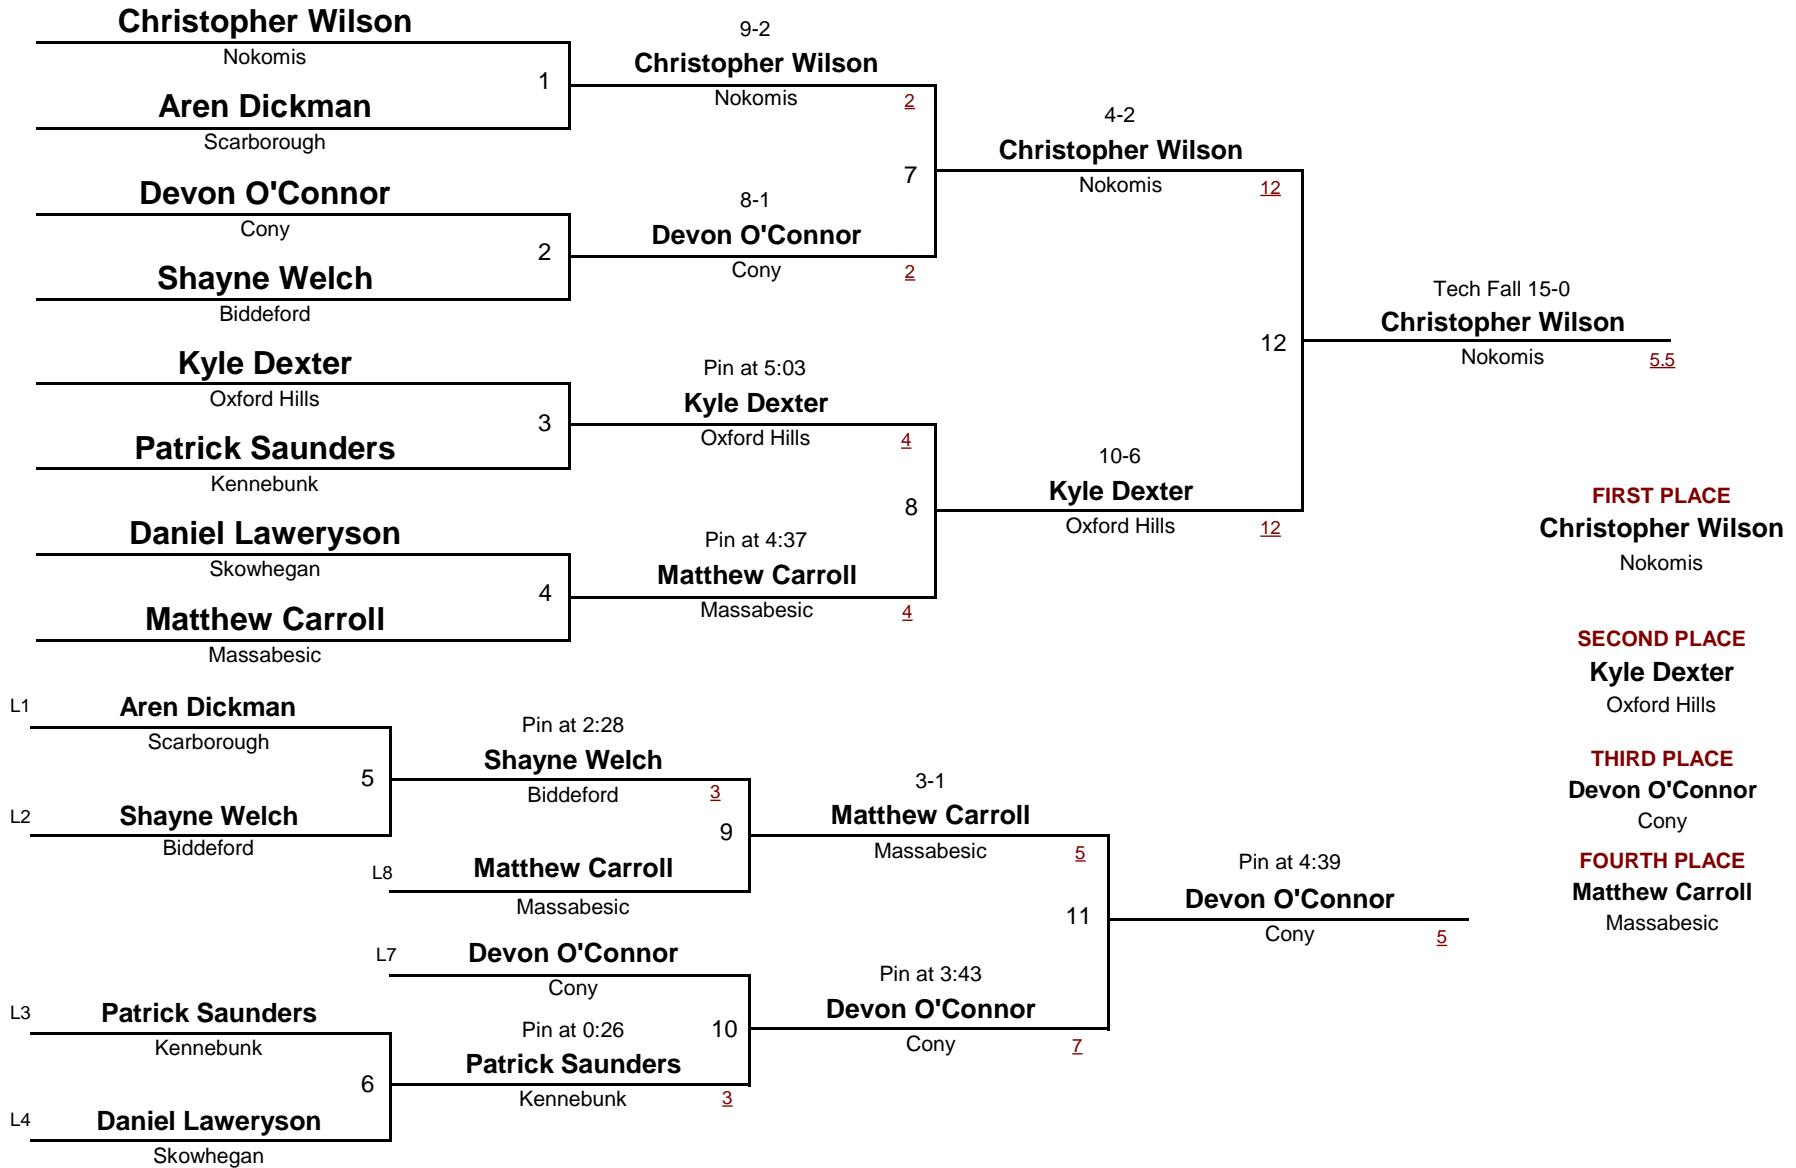 Christopher Wilson
Nokomis
1
Aren Dickman
Scarborough
Devon O'Connor
Cony
2
Shayne Welch
Biddeford
Kyle Dexter
Oxford Hills
3
Patrick Saunders
Kennebunk
Daniel Laweryson
Skowhegan
4
Matthew Carroll
Massabesic
9-2
Christopher Wilson
Nokomis 2
7
8-1
Devon O'Connor
Cony 2
Pin at 5:03
Kyle Dexter
Oxford Hills 4
8
Pin at 4:37
Matthew Carroll
Massabesic 4
4-2
Christopher Wilson
Nokomis 12
12
10-6
Kyle Dexter
Oxford Hills 12
Tech Fall 15-0
Christopher Wilson
Nokomis 5.5
FIRST PLACE
Christopher Wilson
Nokomis
SECOND PLACE
Kyle Dexter
Oxford Hills
THIRD PLACE
Devon O'Connor
Cony
FOURTH PLACE
Matthew Carroll
Massabesic
L1 Aren Dickman
Scarborough
5
L2 Shayne Welch
Biddeford
L3 Patrick Saunders
Kennebunk
6
L4 Daniel Laweryson
Skowhegan
Pin at 2:28
Shayne Welch
Biddeford 3
9
L8 Matthew Carroll
Massabesic
L7 Devon O'Connor
Cony
Pin at 0:26 10
Patrick Saunders
Kennebunk 3
3-1
Matthew Carroll
Massabesic 5
11
Pin at 3:43
Devon O'Connor
Cony 7
Pin at 4:39
Devon O'Connor
Cony 5